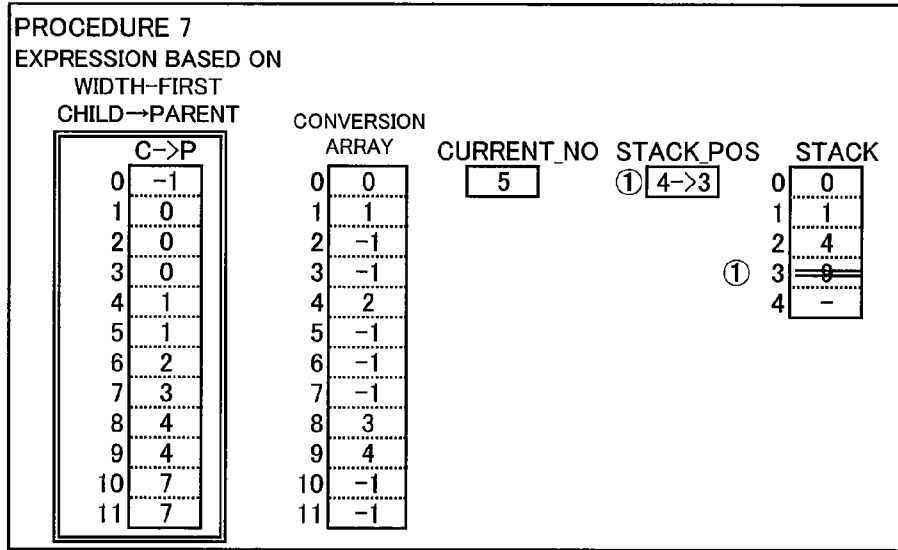 PROCEDURE 7
EXPRESSION BASED ON
WIDTH-FIRST
CHILD→PARENT
CONVERSION
ARRAY
CURRENT_NO STACK_POS STACK
C->P
0 -1 0 0 5 ① 4->3 0 0
1 0 1 1 1 1
2 0 2 -1 2 4
3 0 3 -1 ① 3 9
4 1 4 2 4 -
5 1 5 -1
6 2 6 -1
7 3 7 -1
8 4 8 3
9 4 9 4
10 7 10 -1
11 7 11 -1